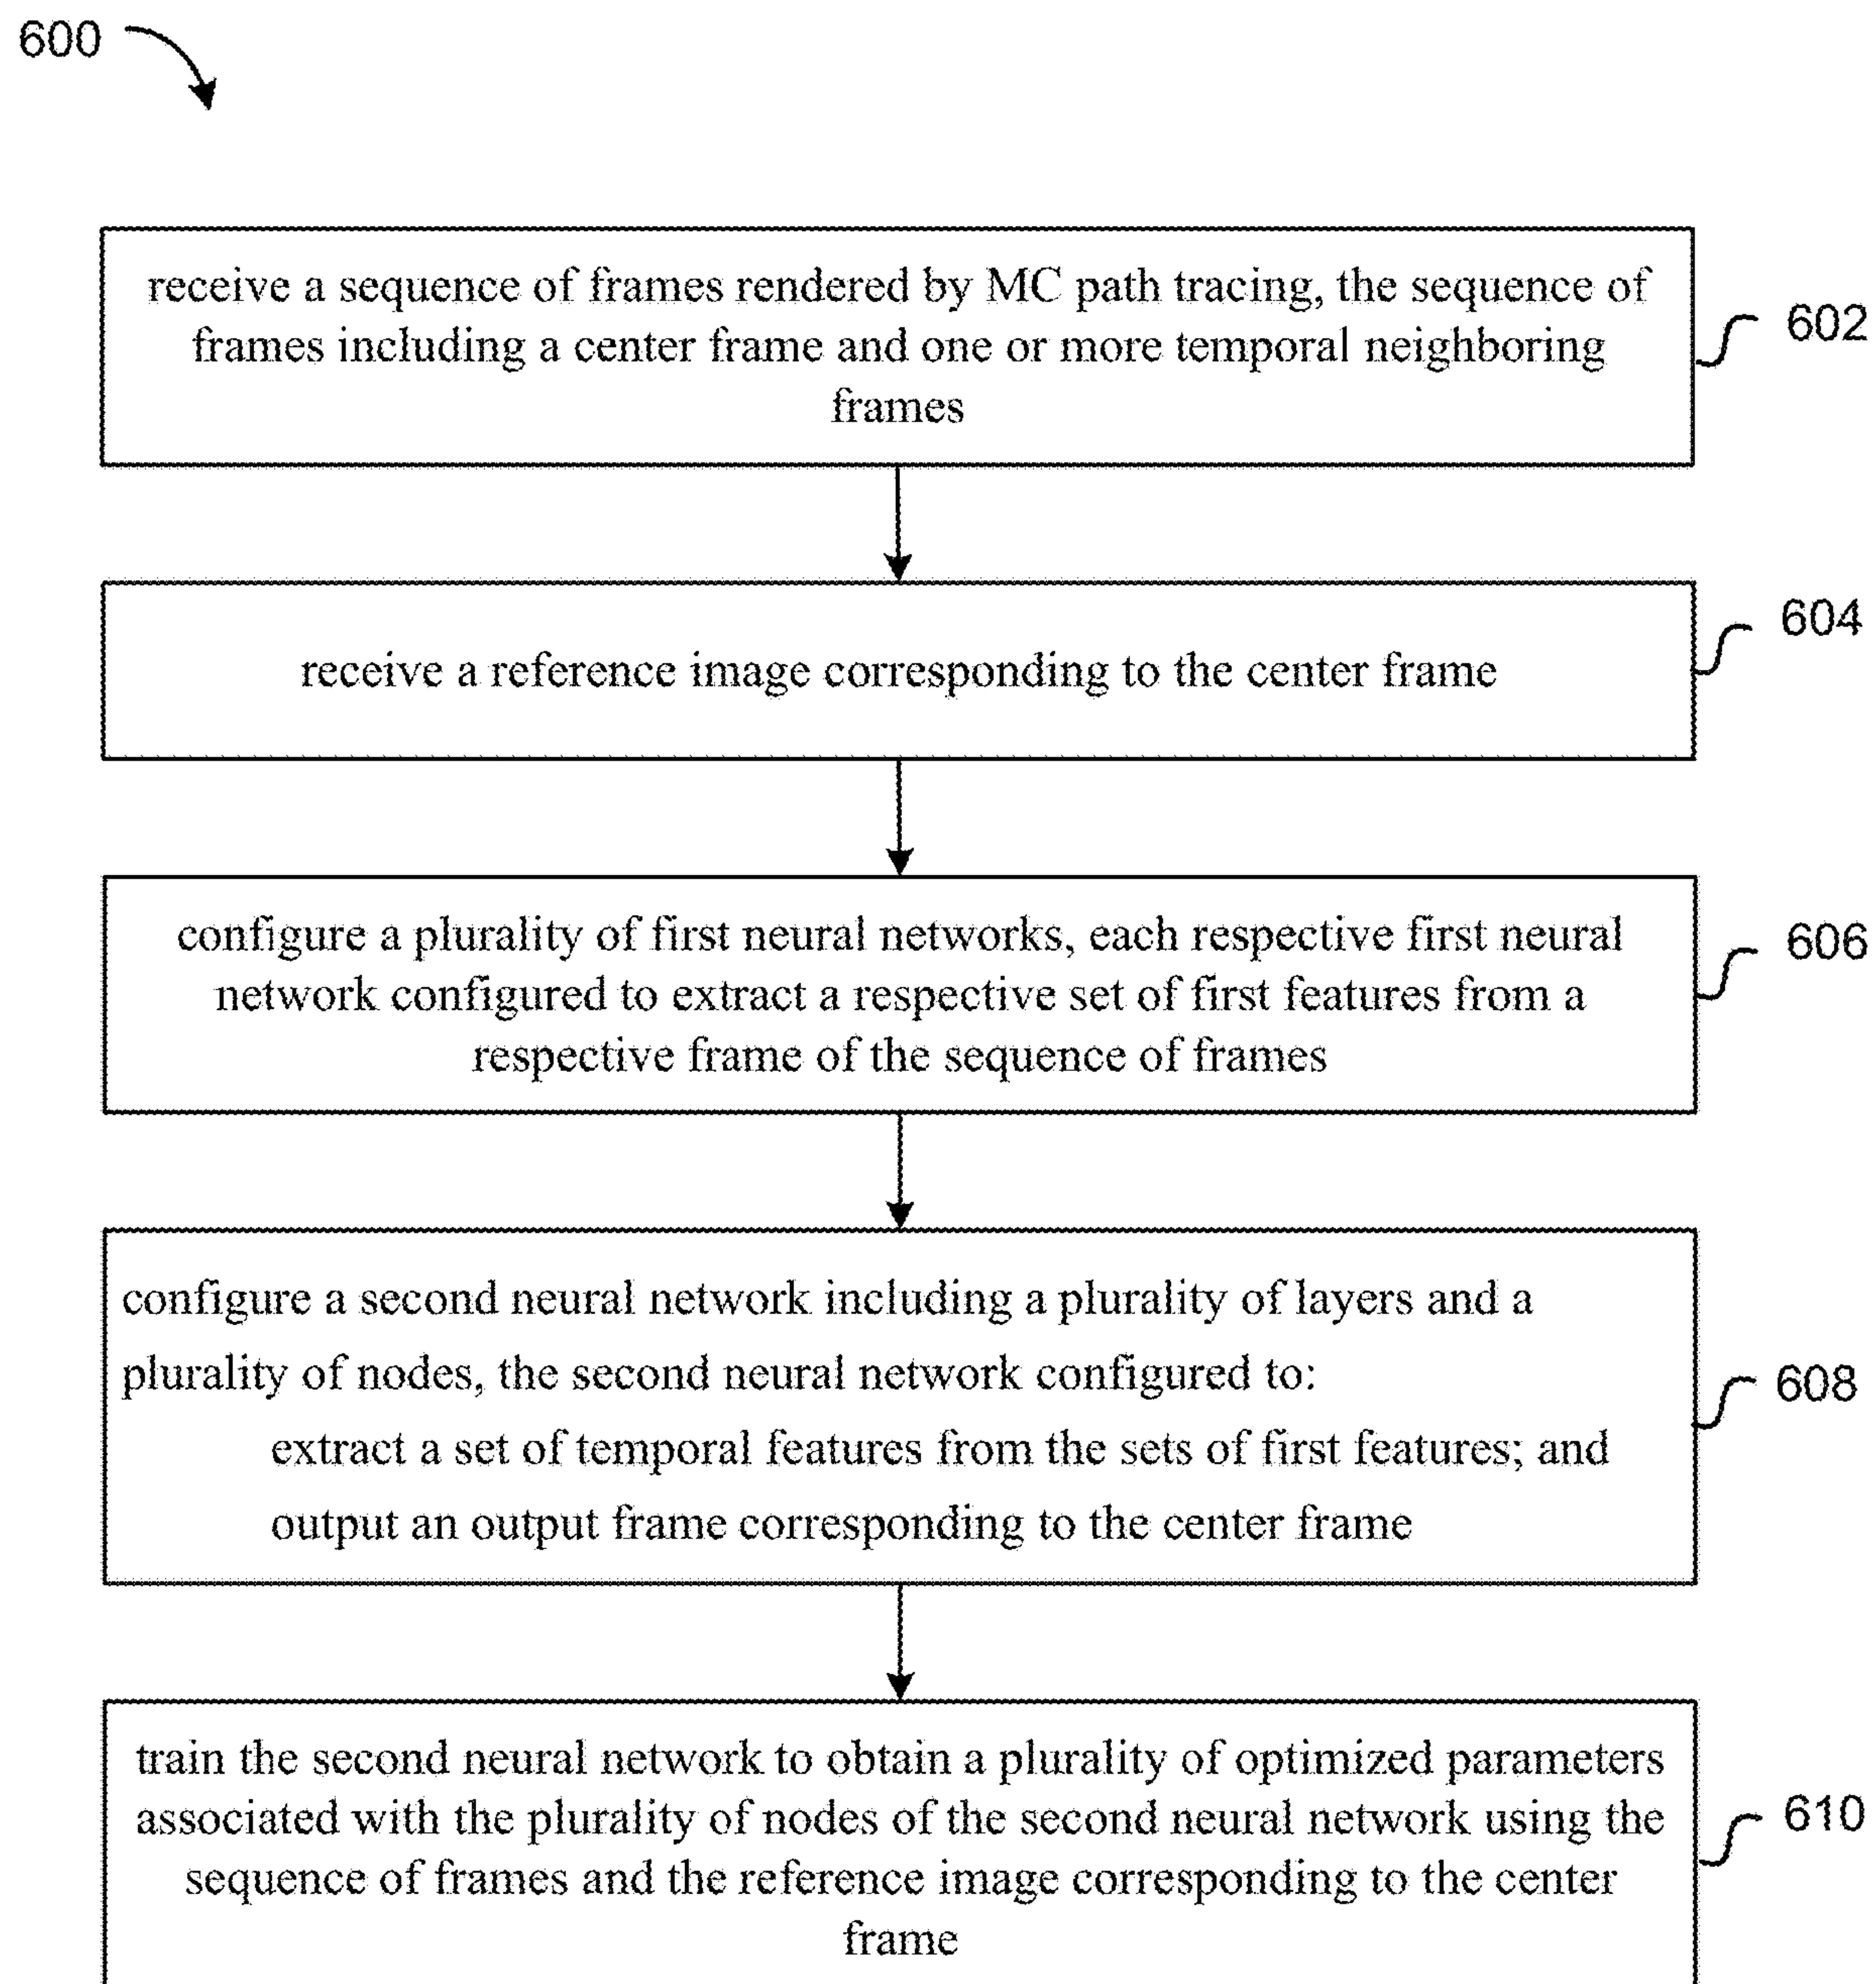 600
receive a sequence of frames rendered by MC path tracing, the sequence of
frames including a center frame and one or more temporal neighboring
frames
602
receive a reference image corresponding to the center frame
604
configure a plurality of first neural networks, each respective first neural
network configured to extract a respective set of first features from a
respective frame of the sequence of frames
606
configure a second neural network including a plurality of layers and a
plurality of nodes, the second neural network configured to:
extract a set of temporal features from the sets of first features; and
output an output frame corresponding to the center frame
608
train the second neural network to obtain a plurality of optimized parameters
associated with the plurality of nodes of the second neural network using the
sequence of frames and the reference image corresponding to the center
frame
610